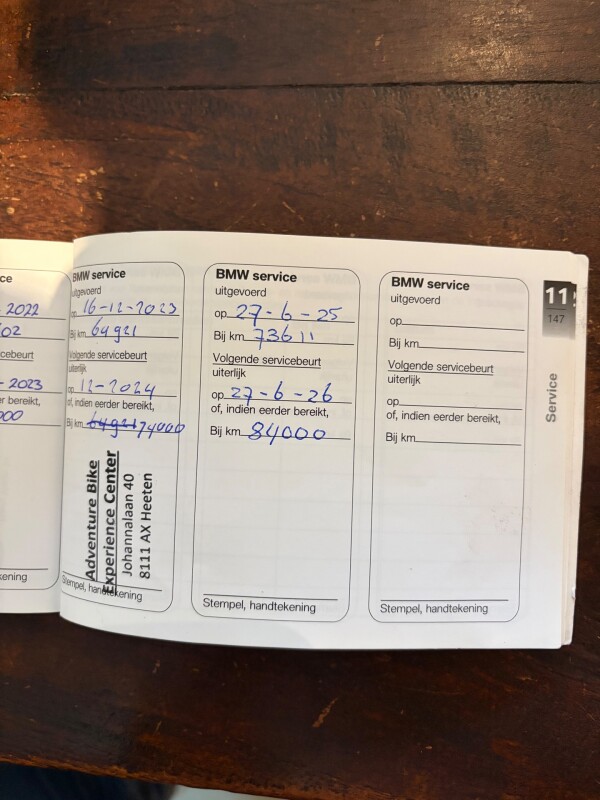 ce
2022
02
cebeurt
- 2023
er bereikt,
000
kening
BMW service
uitgevoerd
op 16-12-2023
Bij km 64921
Volgende servicebeurt
uiterlijk
op 12-2024
of, indien eerder bereikt,
Bij km 64921 74000
Adventure Bike
Experience Center
Johannalaan 40
8111 AX Heeten
Stempel, handtekening
BMW service
uitgevoerd
op 27-6-25
Bij km 73611
Volgende servicebeurt
uiterlijk
op 27-6-26
of, indien eerder bereikt,
Bij km 84000
Stempel, handtekening
BMW service
uitgevoerd
op
Bij km
Volgende servicebeurt
uiterlijk
op
of, indien eerder bereikt,
Bij km
Stempel, handtekening
11
147
Service